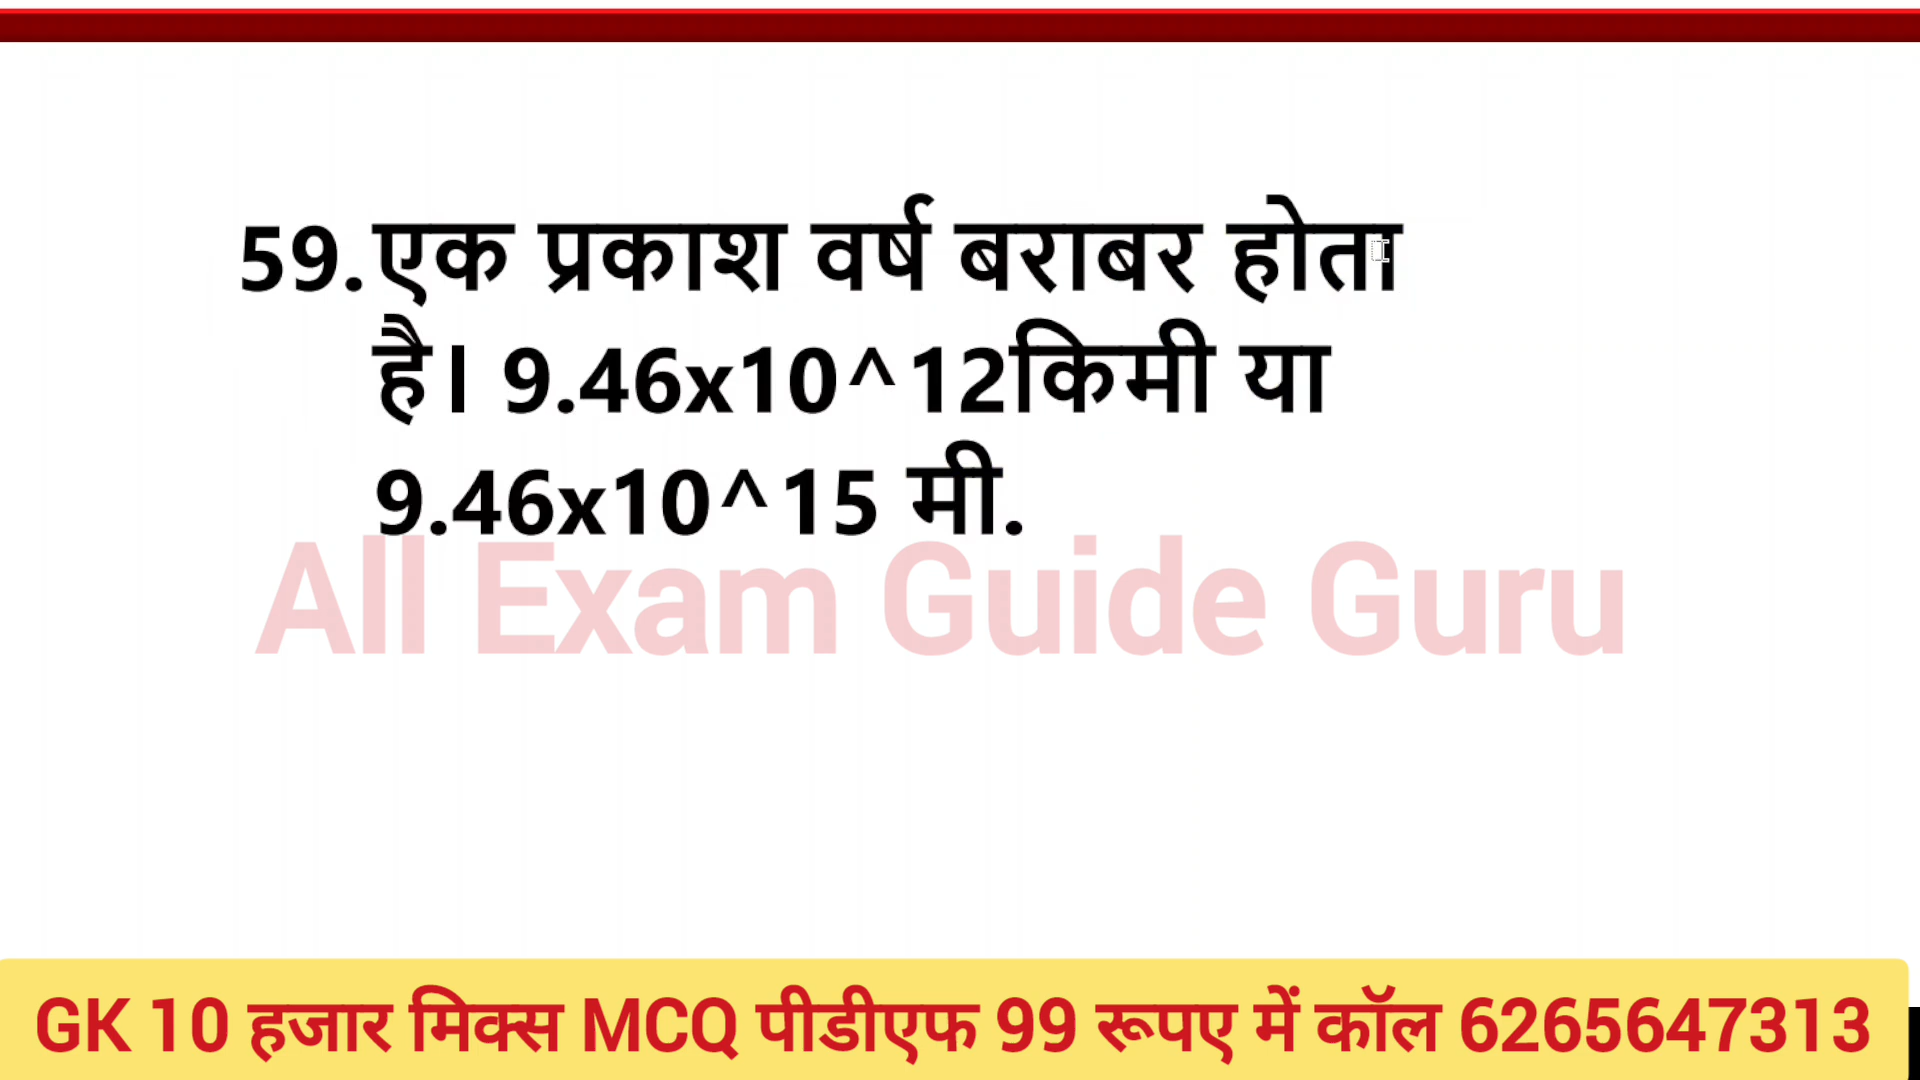 59.एक प्रकाश वर्ष बराबर होता
है। 9.46x10^12किमी या
9.46x10^15 मी.
All Exam Guide Guru
GK 10 हजार मिक्स MCQ पीडीएफ 99 रूपए में कॉल 6265647313